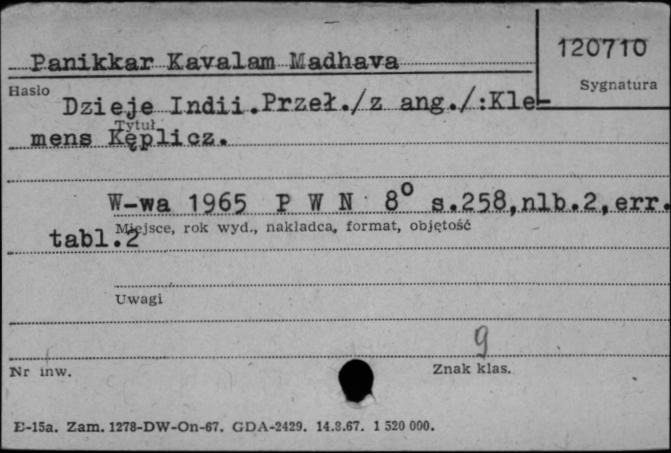 120710
Panikkar Kavalam Madhava
Hasło
Sygnatura
Dzieje Indii.Przeł./z ang./:Kle-
Tytuł
mens Kęplicz.
W-wa 1965 P W N 8° s.258,nlb.2,err.
Miejsce, rok wyd., nakładca, format, objętość
tabl.2
Uwagi
9
Nr inw.
Znak klas.
E-15a. Zam. 1278-DW-On-67. GDA-2429. 14.8.67. 1 520 000.